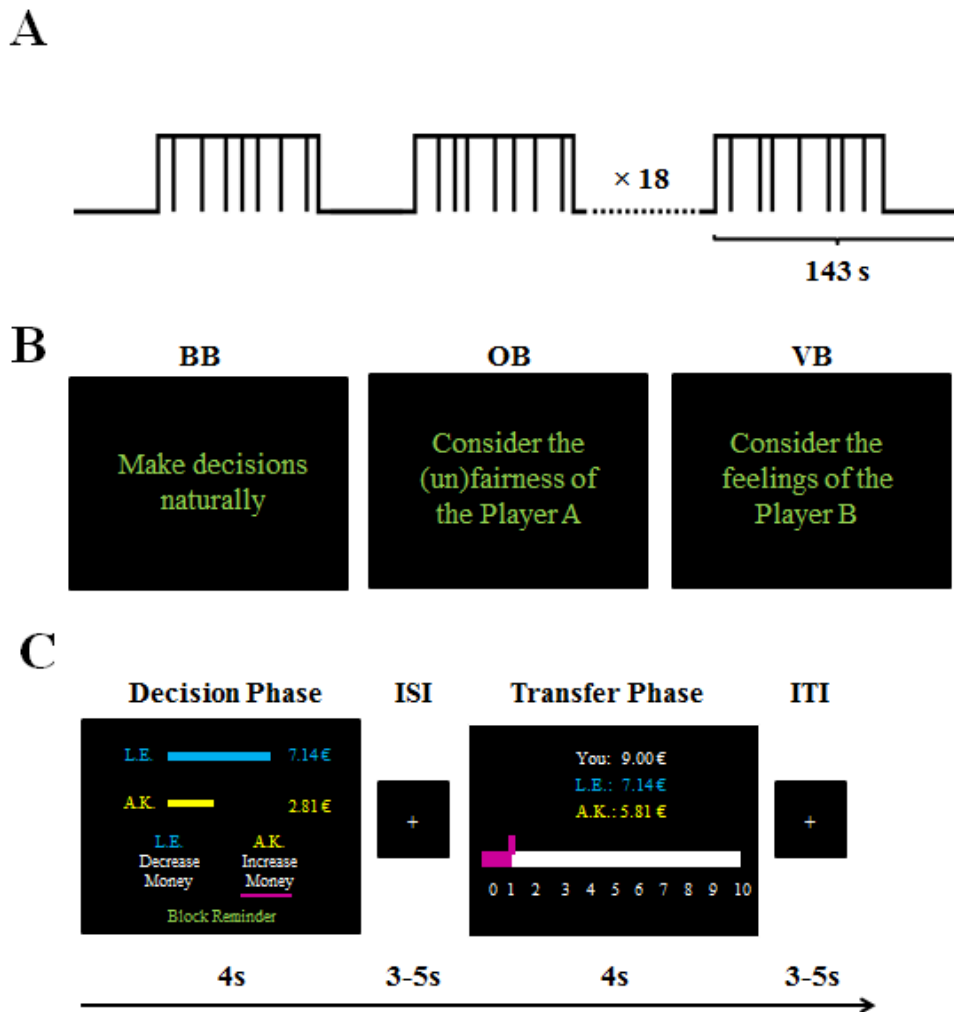 A
× 18
143 s
B
BB
OB
VB
Make decisions
naturally
Consider the
(un)fairness of
the Player A
Consider the
feelings of the
Player B
C
Decision Phase
ISI
Transfer Phase
ITI
L.E. 7.14 €
A.K. 2.81 €
L.E.
Decrease
Money
A.K.
Increase
Money
Block Reminder
+
You: 9.00 €
L.E.: 7.14 €
A.K.: 5.81 €
0 1 2 3 4 5 6 7 8 9 10
+
4s
3-5s
4s
3-5s